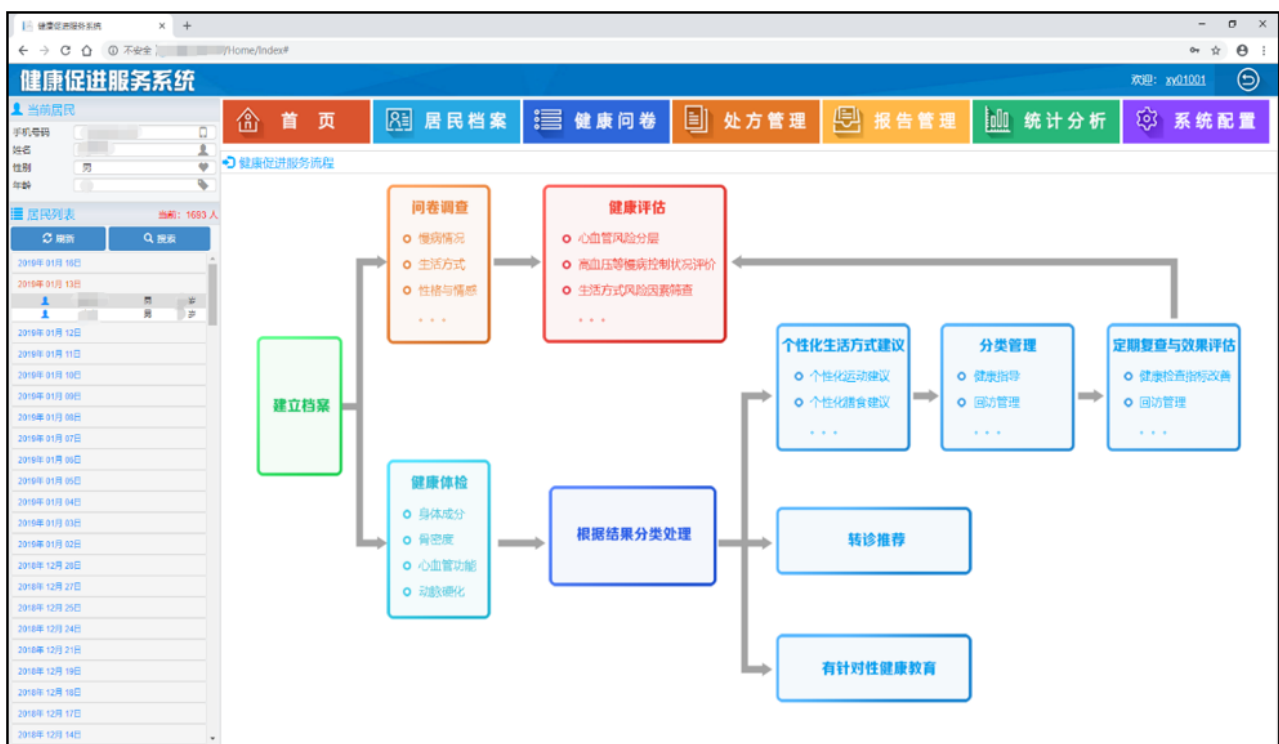 健康促进服务系统
不安全
/Home/Index#
健康促进服务系统
欢迎: xy01001
当前居民
手机号码
姓名
性别 男
年龄
居民列表 当前: 1693 人
刷新 搜索
2019年 01月 16日
2019年 01月 13日
男 岁
男 岁
2019年 01月 12日
2019年 01月 11日
2019年 01月 10日
2019年 01月 09日
2019年 01月 08日
2019年 01月 07日
2019年 01月 06日
2019年 01月 05日
2019年 01月 04日
2019年 01月 03日
2019年 01月 02日
2018年 12月 28日
2018年 12月 27日
2018年 12月 25日
2018年 12月 24日
2018年 12月 21日
2018年 12月 19日
2018年 12月 18日
2018年 12月 17日
2018年 12月 14日
首 页 居民档案 健康问卷 处方管理 报告管理 统计分析 系统配置
健康促进服务流程
建立档案
问卷调查
慢病情况
生活方式
性格与情感
...
健康评估
心血管风险分层
高血压等慢病控制状况评价
生活方式风险因素筛查
...
健康体检
身体成分
骨密度
心血管功能
动脉硬化
根据结果分类处理
个性化生活方式建议
个性化运动建议
个性化膳食建议
...
分类管理
健康指导
回访管理
...
定期复查与效果评估
健康检查指标改善
回访管理
...
转诊推荐
有针对性健康教育